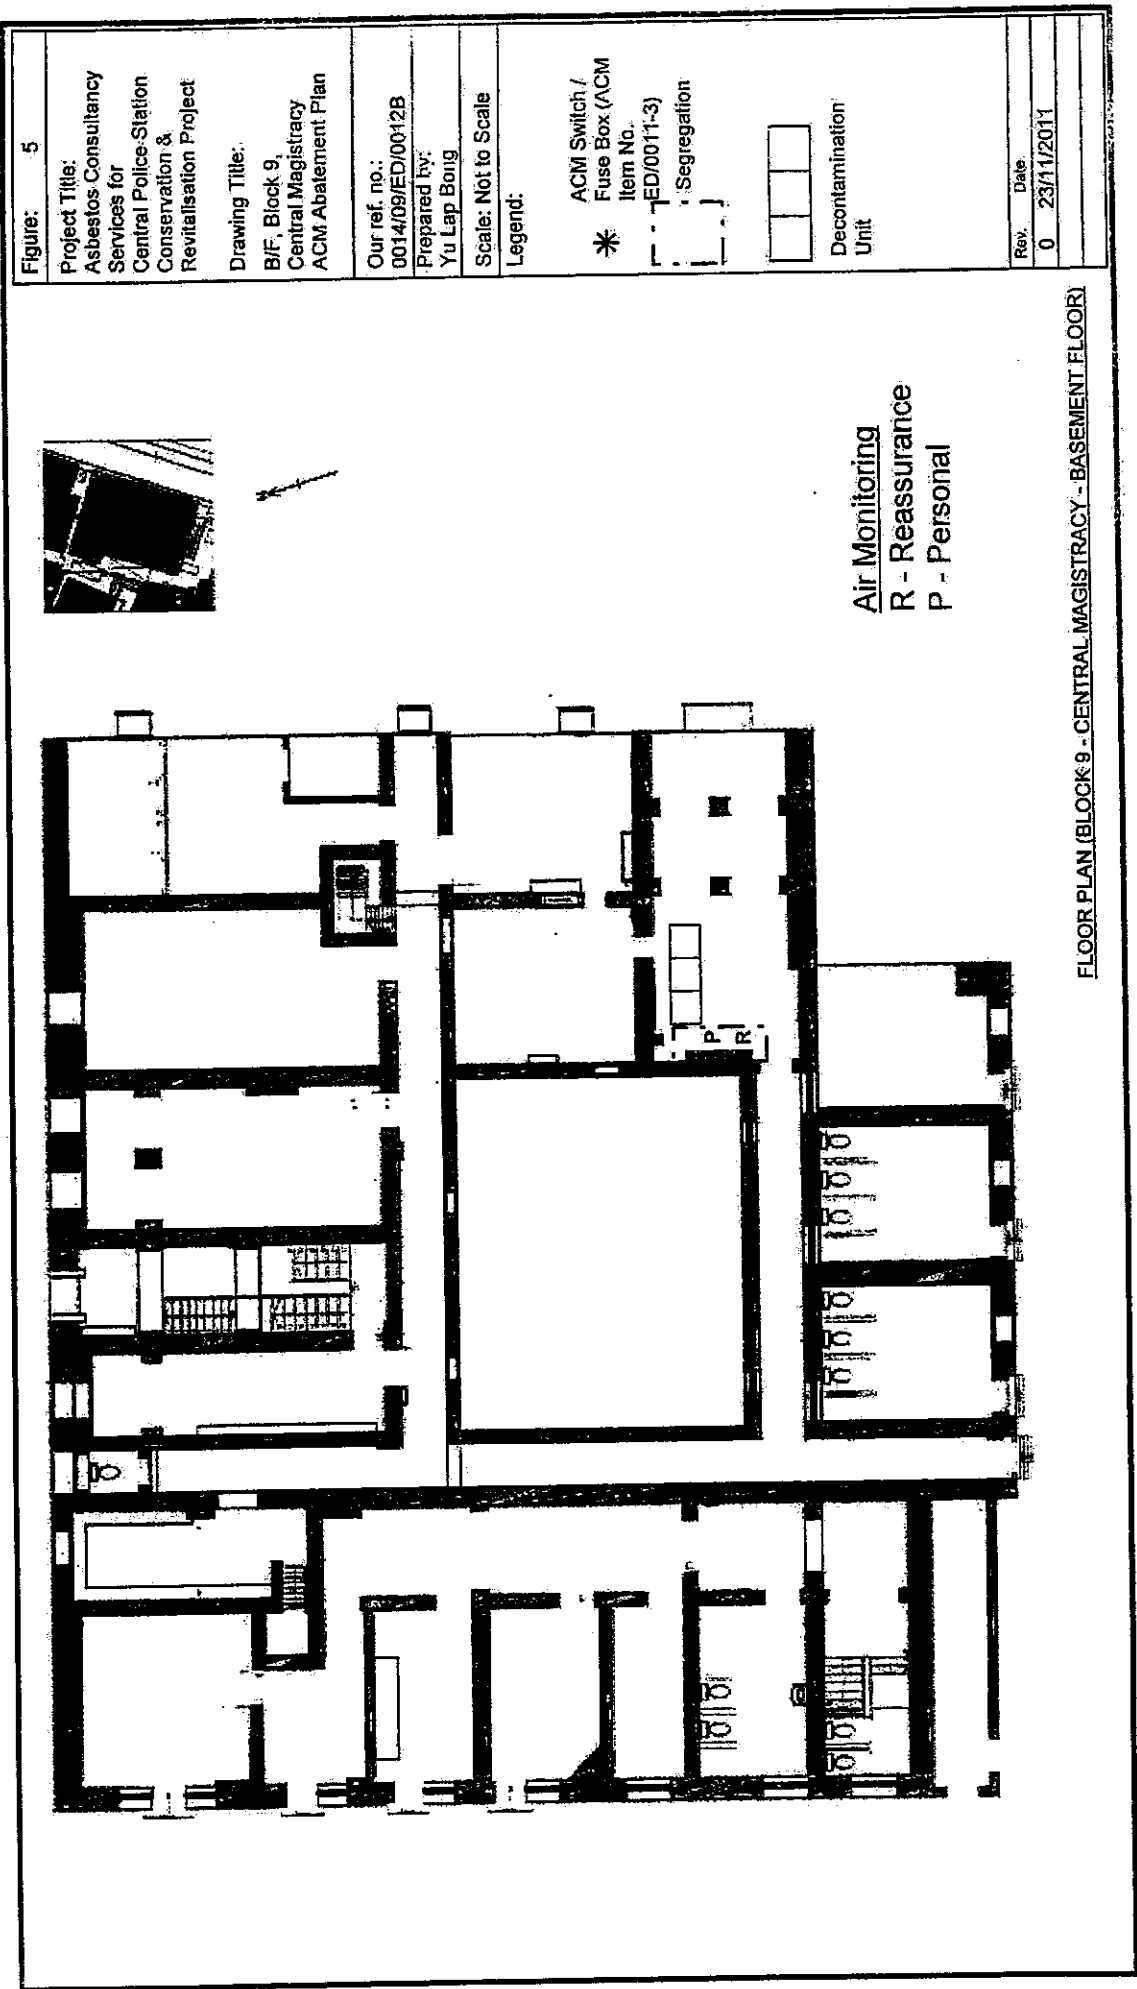 Figure: 5
Project Title:
Asbestos Consultancy
Services for
Central Police Station
Conservation &
Revitalisation Project
Drawing Title:
B/F, Block 9,
Central Magistracy
ACM Abatement Plan
Our ref. no.:
0014/09/ED/0012B
Prepared by:
Yu Lap Bong
Scale: Not to Scale
Legend:
ACM Switch /
Fuse Box (ACM
Item No.
ED/0011-3)
Segregation
Decontamination
Unit
Rev. Date
0 23/11/2011
Air Monitoring
R - Reassurance
P - Personal
P
R
FLOOR PLAN (BLOCK 9 - CENTRAL MAGISTRACY - BASEMENT FLOOR)